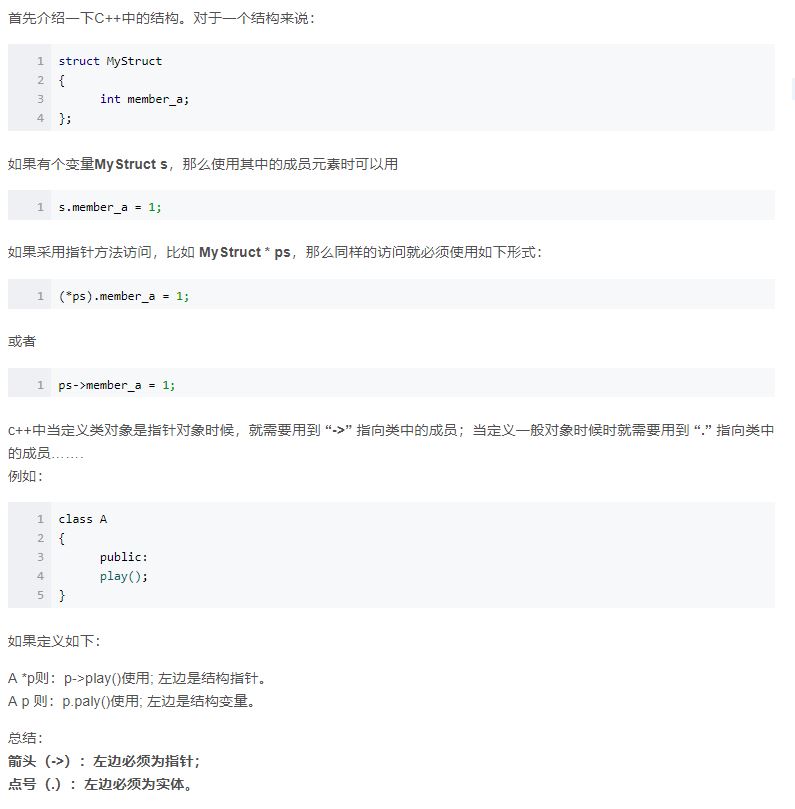 首先介绍一下C++中的结构。对于一个结构来说：
1 struct MyStruct
2 {
3 int member_a;
4 };
如果有个变量MyStruct s，那么使用其中的成员元素时可以用
1 s.member_a = 1;
如果采用指针方法访问，比如 MyStruct * ps，那么同样的访问就必须使用如下形式：
1 (*ps).member_a = 1;
或者
1 ps->member_a = 1;
c++中当定义类对象是指针对象时候，就需要用到 “->” 指向类中的成员；当定义一般对象时候时就需要用到 “.” 指向类中
的成员.......
例如：
1 class A
2 {
3 public:
4 play();
5 }
如果定义如下：
A *p则：p->play()使用; 左边是结构指针。
A p 则：p.paly()使用; 左边是结构变量。
总结：
箭头（->）：左边必须为指针；
点号（.）：左边必须为实体。